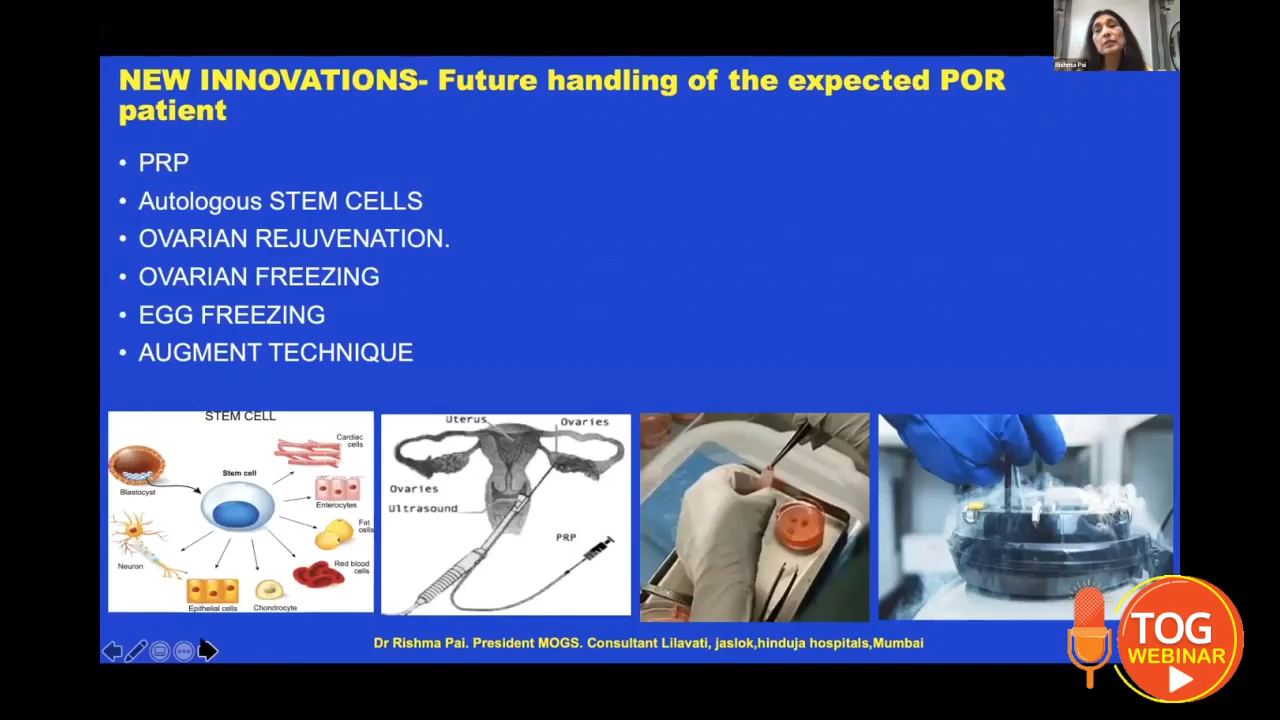 Rishma Pai
NEW INNOVATIONS- Future handling of the expected POR
patient
• PRP
• Autologous STEM CELLS
• OVARIAN REJUVENATION.
• OVARIAN FREEZING
• EGG FREEZING
• AUGMENT TECHNIQUE
STEM CELL
Cardiac
cells
Stem cell
Blastocyst
Enterocytes
Fat
cells
Neuron
Red blood
cells
Epithelial cells
Chondrocyte
Uterus
Ovaries
Ovaries
Ultrasound
PRP
Dr Rishma Pai. President MOGS. Consultant Lilavati, jaslok,hinduja hospitals,Mumbai
TOG
WEBINAR